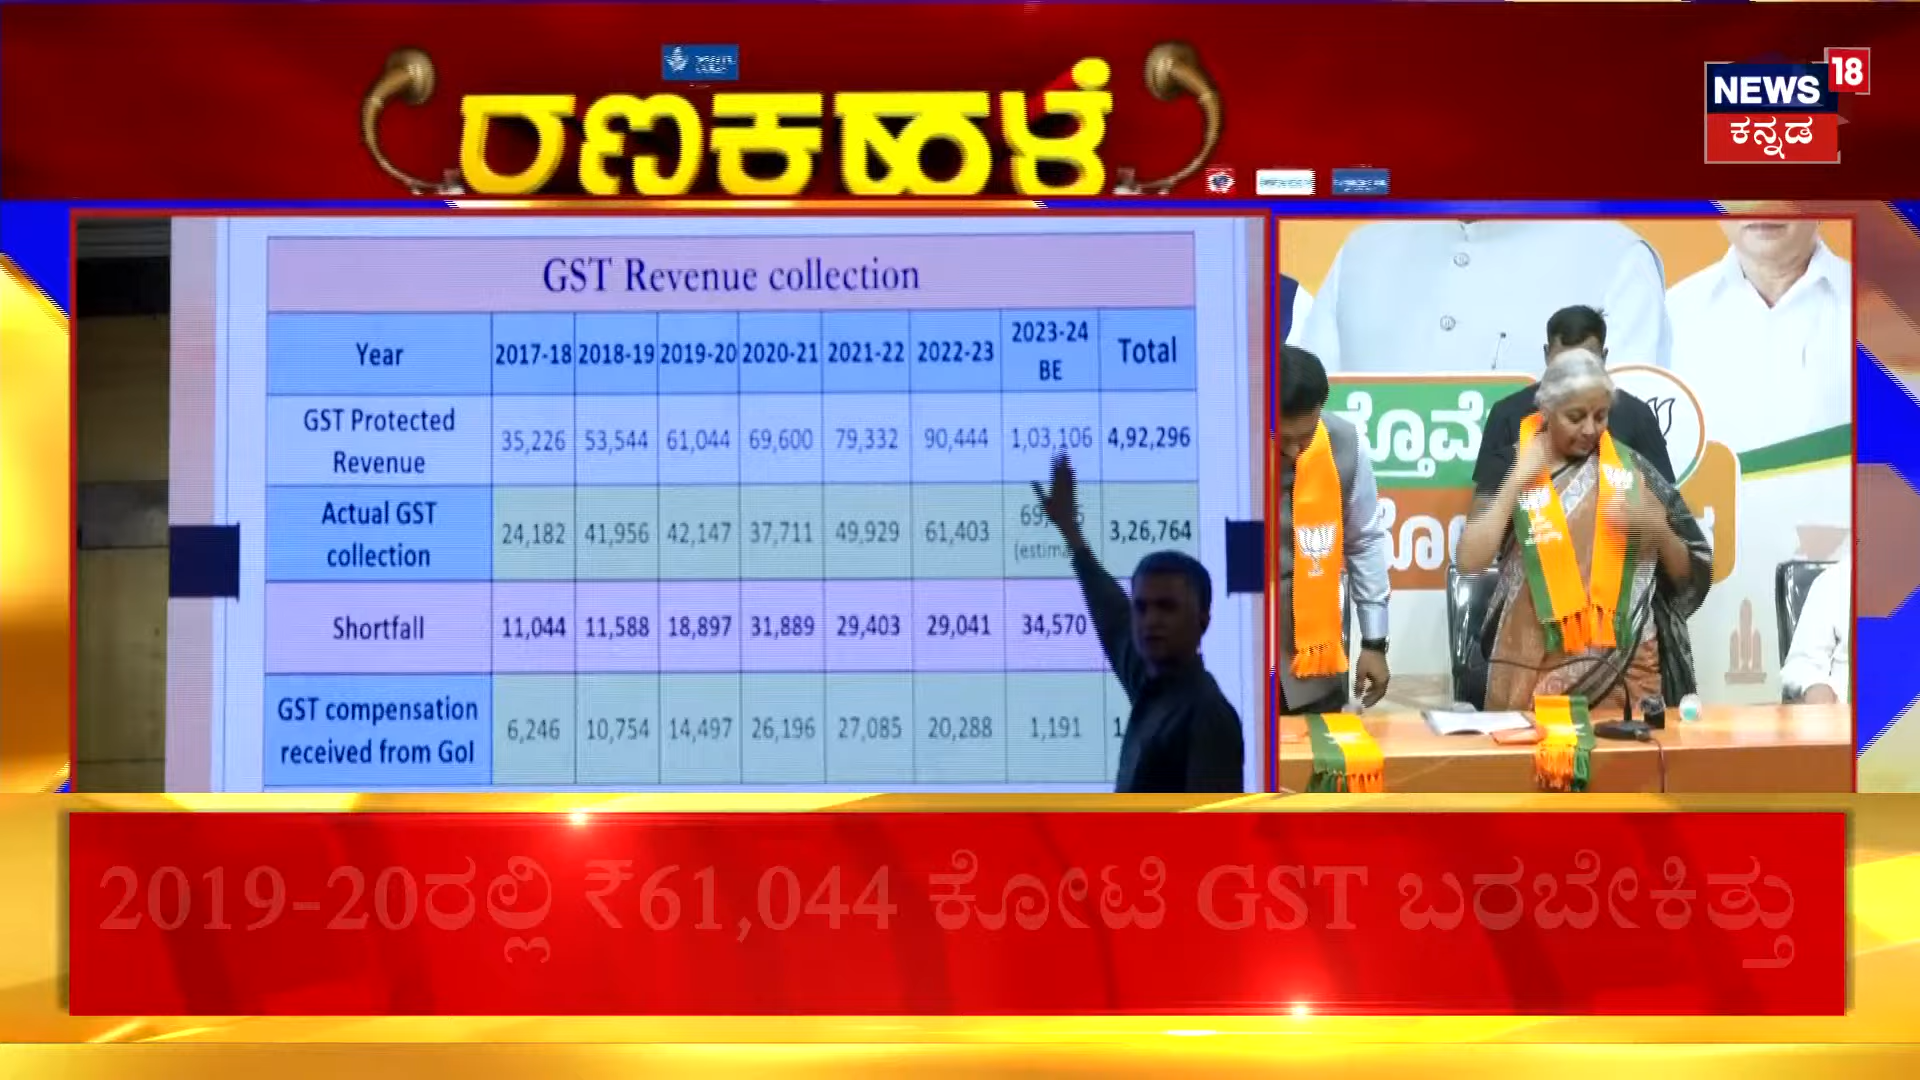 ರಣಕಹಳೆ
NEWS 18
ಕನ್ನಡ
GST Revenue collection
Year 2017-18 2018-19 2019-20 2020-21 2021-22 2022-23 2023-24 BE Total
GST Protected Revenue 35,226 53,544 61,044 69,600 79,332 90,444 1,03,106 4,92,296
Actual GST collection 24,182 41,956 42,147 37,711 49,929 61,403 3,26,764
Shortfall 11,044 11,588 18,897 31,889 29,403 29,041 34,570
GST compensation received from GoI 6,246 10,754 14,497 26,196 27,085 20,288 1,191
2019-20ರಲ್ಲಿ ₹61,044 ಕೋಟಿ GST ಬರಬೇಕಿತ್ತು